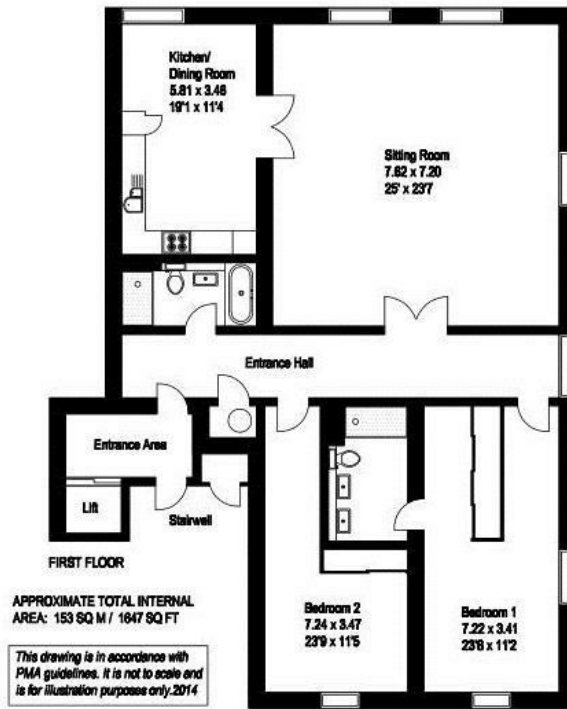 Kitchen/
Dining Room
5.81 x 3.46
19'1 x 11'4
Sitting Room
7.62 x 7.20
25' x 23'7
Entrance Hall
Entrance Area
Lift
Stairwell
FIRST FLOOR
APPROXIMATE TOTAL INTERNAL
AREA: 153 SQ M / 1647 SQ FT
This drawing is in accordance with
PMA guidelines. It is not to scale and
is for illustration purposes only.2014
Bedroom 2
7.24 x 3.47
23'9 x 11'5
Bedroom 1
7.22 x 3.41
23'8 x 11'2